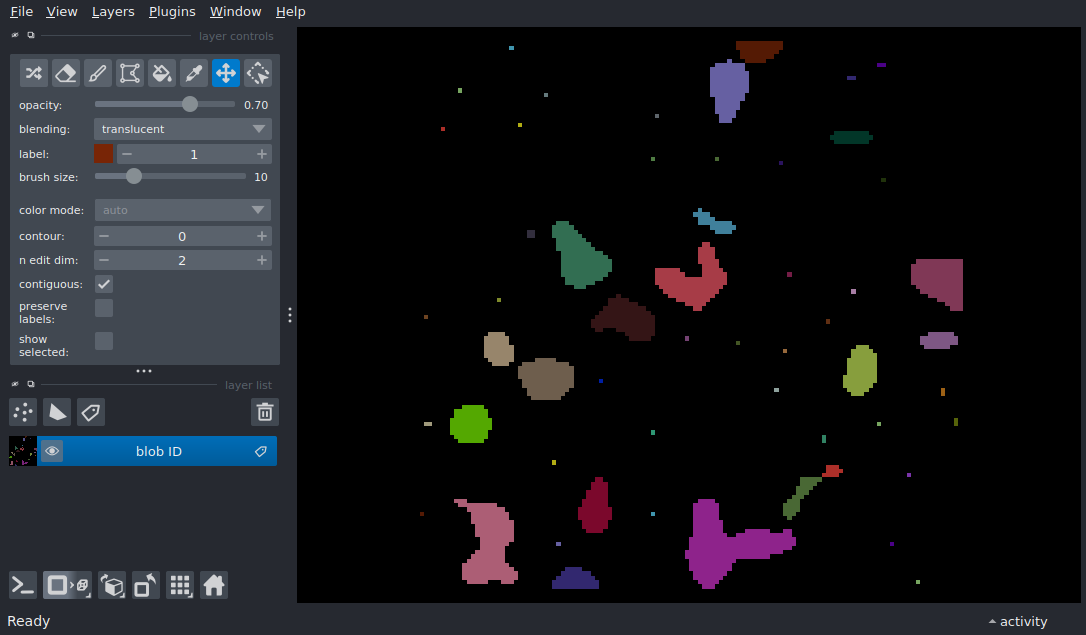 File View Layers Plugins Window Help
layer controls
opacity: 0.70
blending: translucent
label: 1
brush size: 10
color mode: auto
contour: 0
n edit dim: 2
contiguous:
preserve
labels:
show
selected:
layer list
blob ID
Ready
activity